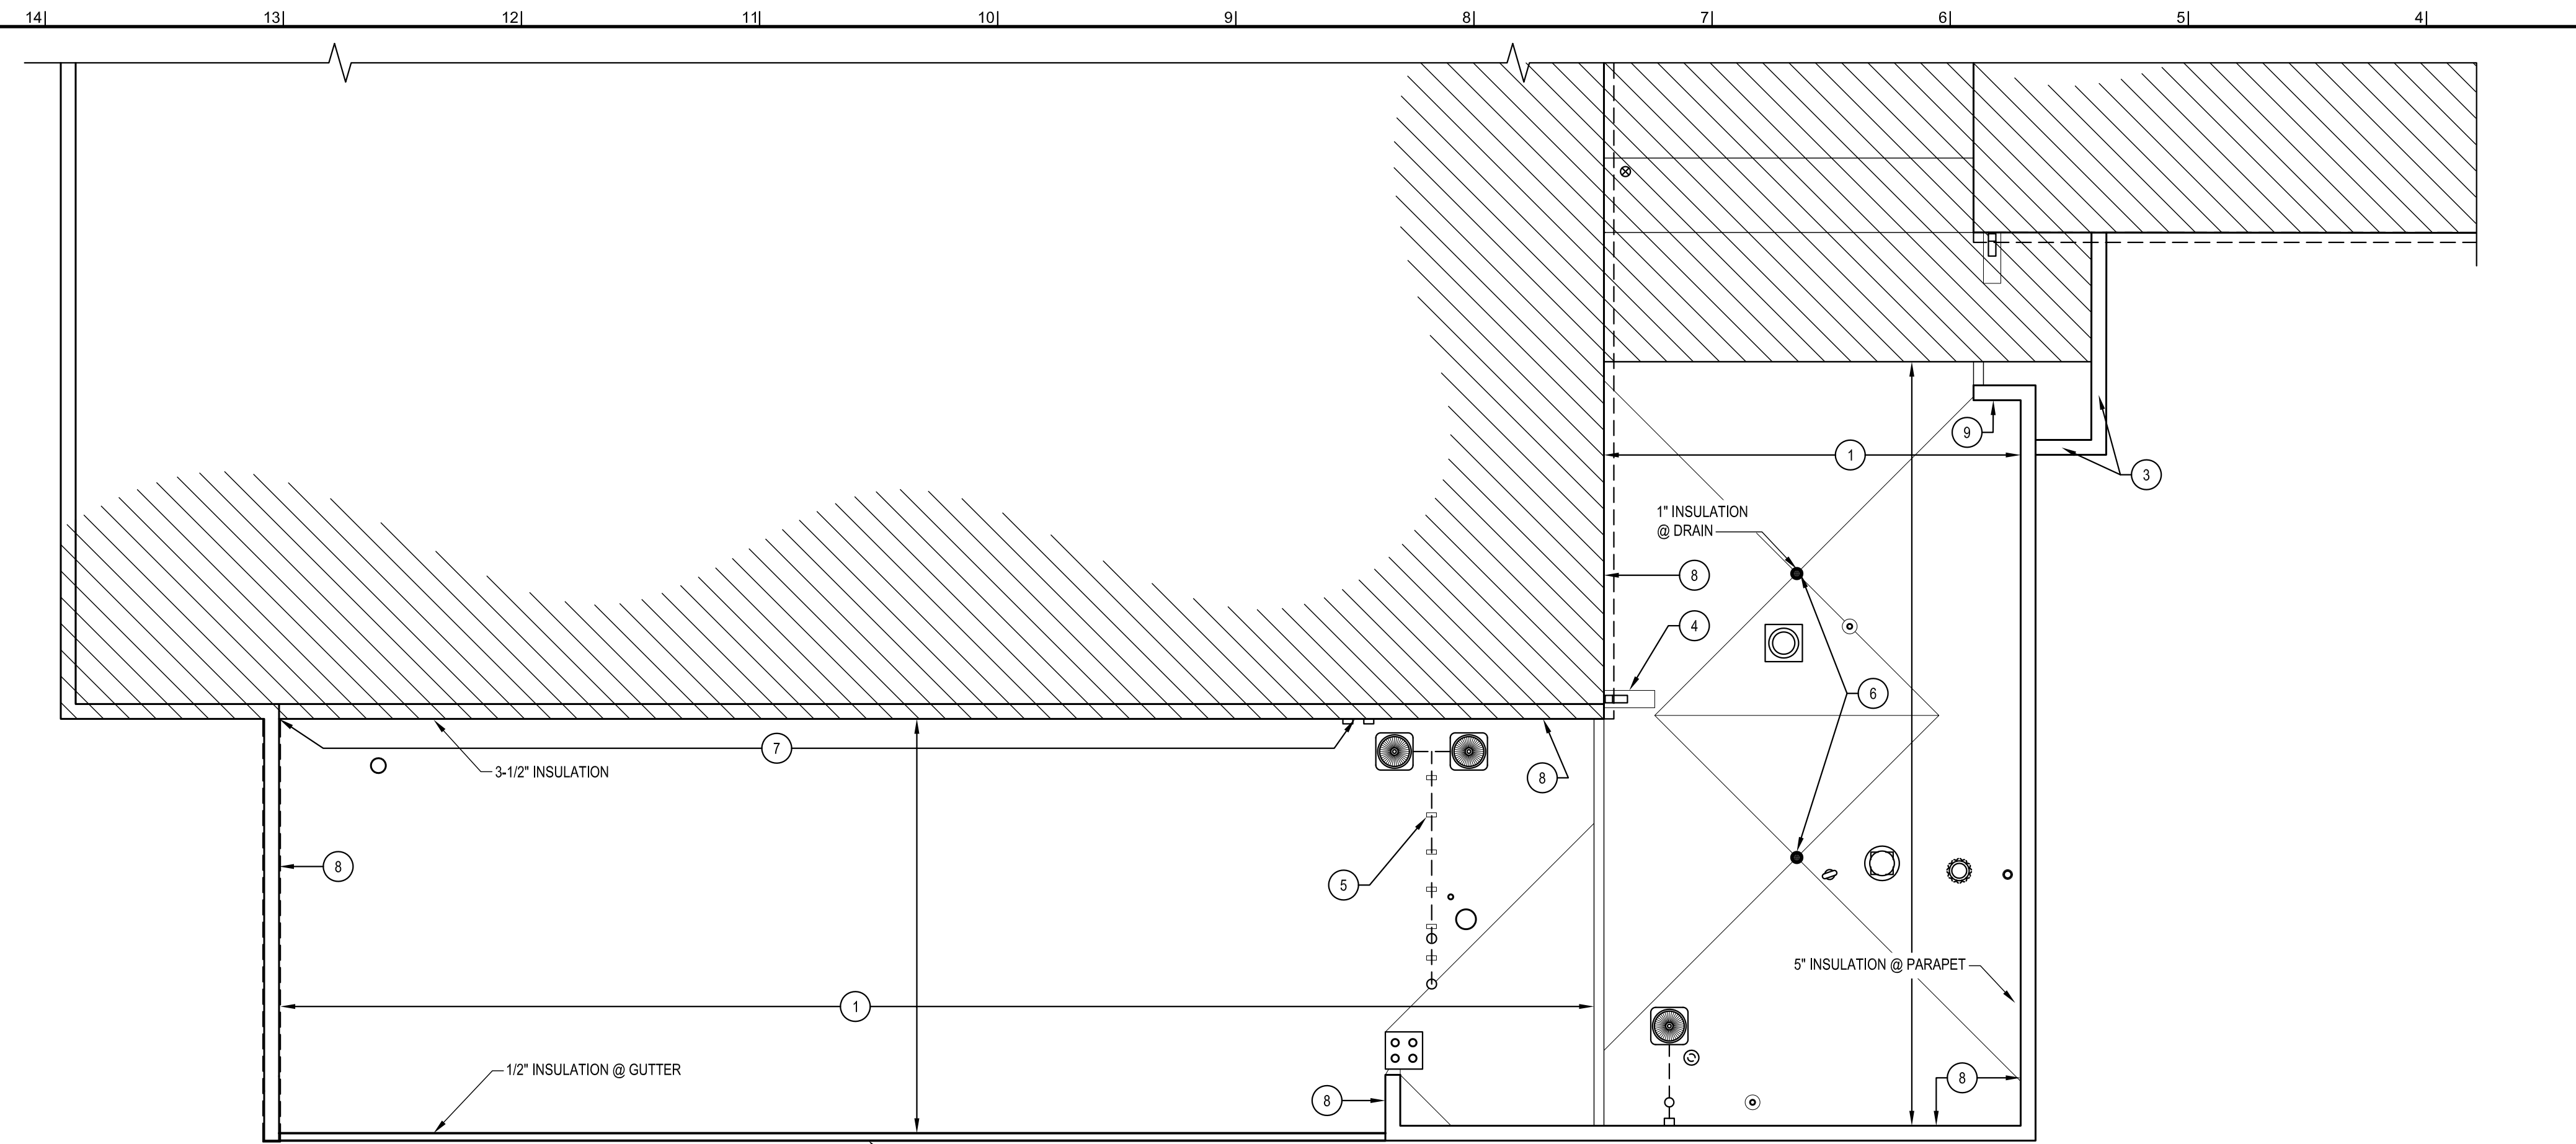 14 13 12 11 10 9 8 7 6 5 4
9
1
3
1" INSULATION
@ DRAIN
8
4
6
7
3-1/2" INSULATION
8
8
5
5" INSULATION @ PARAPET
1
1/2" INSULATION @ GUTTER
8
8